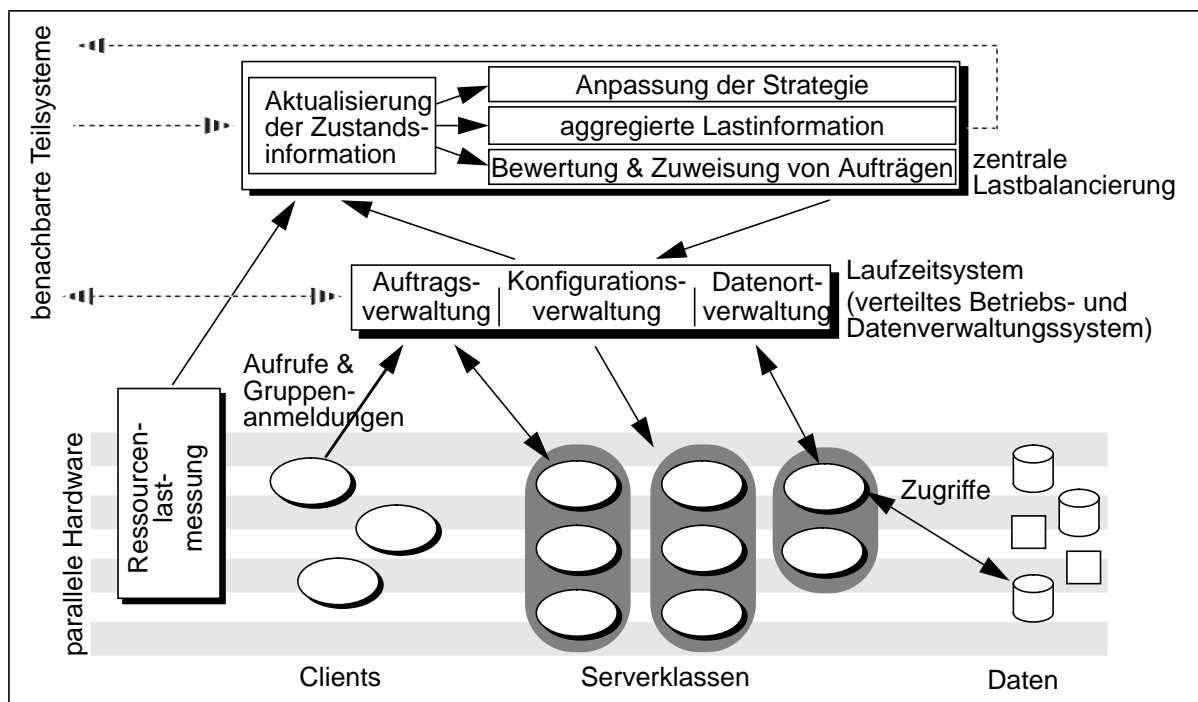 benachbarte Teilsysteme
Aktualisierung
der Zustands-
information
Anpassung der Strategie
aggregierte Lastinformation
Bewertung & Zuweisung von Aufträgen
zentrale
Lastbalancierung
Auftrags-
verwaltung
Konfigurations-
verwaltung
Datenort-
verwaltung
Laufzeitsystem
(verteiltes Betriebs- und
Datenverwaltungssystem)
Aufrufe &
Gruppen-
anmeldungen
parallele Hardware
Ressourcen-
last-
messung
Zugriffe
Clients
Serverklassen
Daten